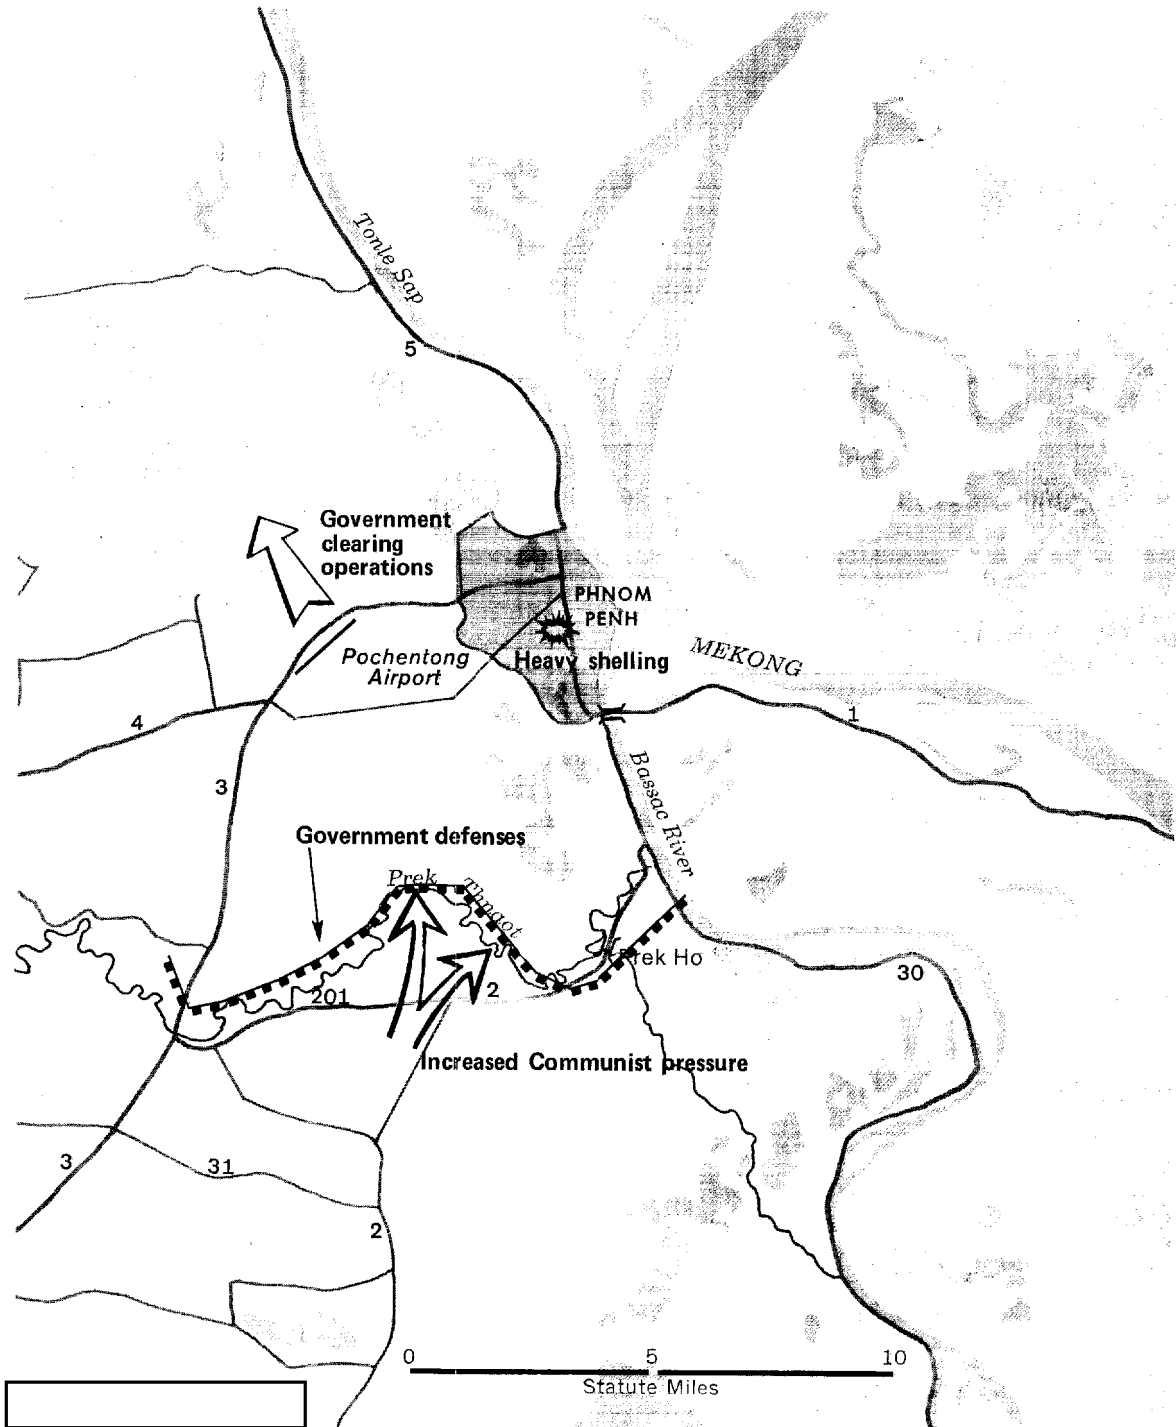 Tonle Sap
5
Government
clearing
operations
PHNOM
PENH
Heavy shelling
Pochentong
Airport
MEKONG
4
1
3
Bassac River
Government defenses
Prek Thnaot
Prek Ho
30
201
2
Increased Communist pressure
3
31
2
0 5 10
Statute Miles